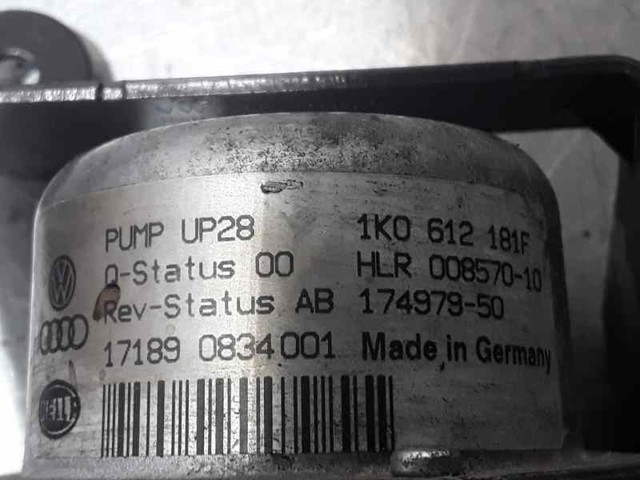 PUMP UP28 1K0 612 181F
Q-Status 00 HLR 008570-10
Rev-Status AB 174979-50
17189 0834001 Made in Germany
HELLA